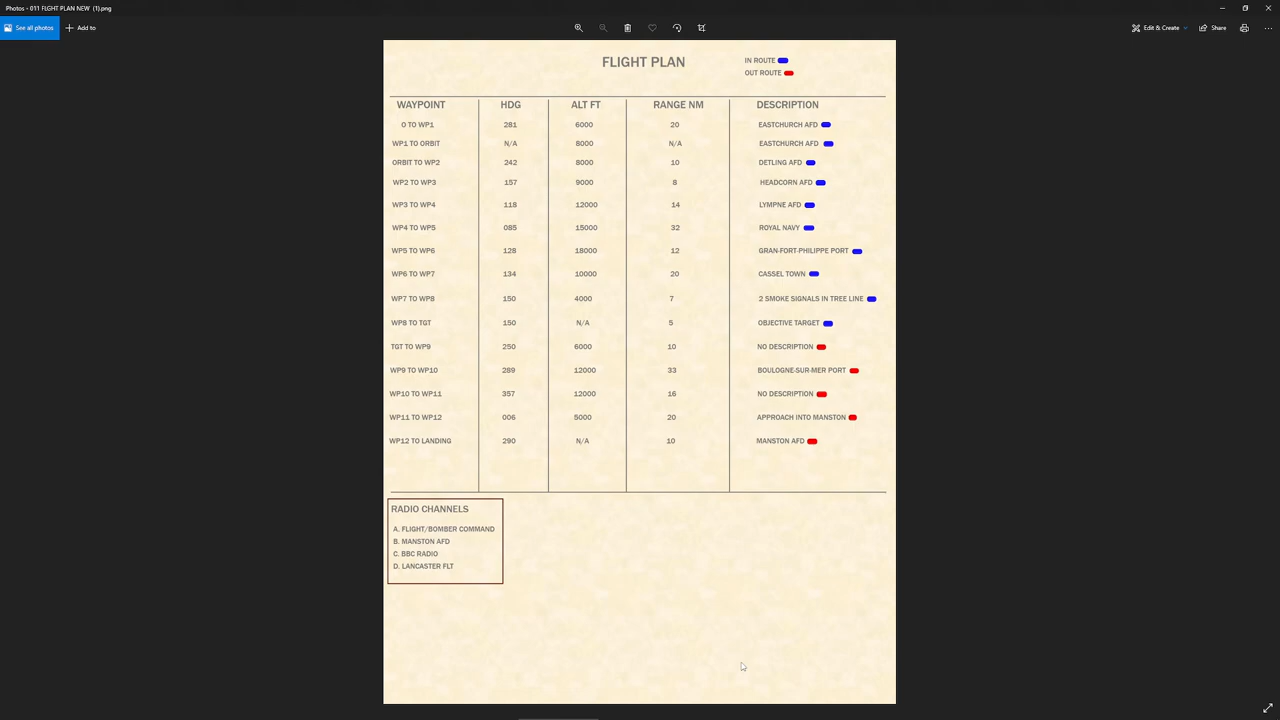 Photos - 011 FLIGHT PLAN NEW (1).png
See all photos
Add to
Edit & Create
Share
FLIGHT PLAN
IN ROUTE
OUT ROUTE
WAYPOINT HDG ALT FT RANGE NM DESCRIPTION
0 TO WP1 281 6000 20 EASTCHURCH AFD
WP1 TO ORBIT N/A 8000 N/A EASTCHURCH AFD
ORBIT TO WP2 242 8000 10 DETLING AFD
WP2 TO WP3 157 9000 8 HEADCORN AFD
WP3 TO WP4 118 12000 14 LYMPNE AFD
WP4 TO WP5 085 15000 32 ROYAL NAVY
WP5 TO WP6 128 18000 12 GRAN-FORT-PHILIPPE PORT
WP6 TO WP7 134 10000 20 CASSEL TOWN
WP7 TO WP8 150 4000 7 2 SMOKE SIGNALS IN TREE LINE
WP8 TO TGT 150 N/A 5 OBJECTIVE TARGET
TGT TO WP9 250 6000 10 NO DESCRIPTION
WP9 TO WP10 289 12000 33 BOULOGNE-SUR-MER PORT
WP10 TO WP11 357 12000 16 NO DESCRIPTION
WP11 TO WP12 006 5000 20 APPROACH INTO MANSTON
WP12 TO LANDING 290 N/A 10 MANSTON AFD
RADIO CHANNELS
A. FLIGHT/BOMBER COMMAND
B. MANSTON AFD
C. BBC RADIO
D. LANCASTER FLT